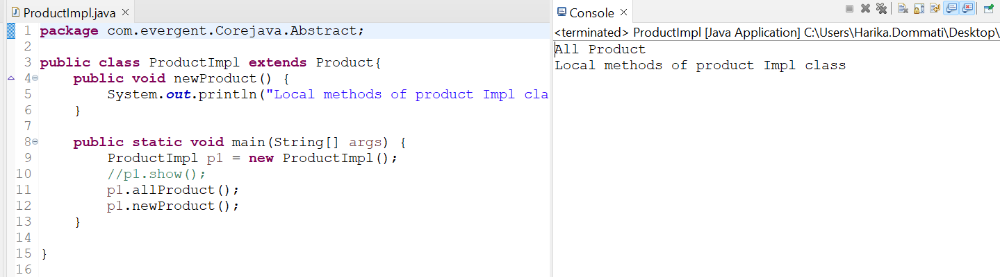 ProductImpl.java
1 package com.evergent.Corejava.Abstract;
2
3 public class ProductImpl extends Product{
4 public void newProduct() {
5 System.out.println("Local methods of product Impl cla
6 }
7
8 public static void main(String[] args) {
9 ProductImpl p1 = new ProductImpl();
10 //p1.show();
11 p1.allProduct();
12 p1.newProduct();
13 }
14
15 }
16
Console
<terminated> ProductImpl [Java Application] C:\Users\Harika.Dommati\Desktop\
All Product
Local methods of product Impl class